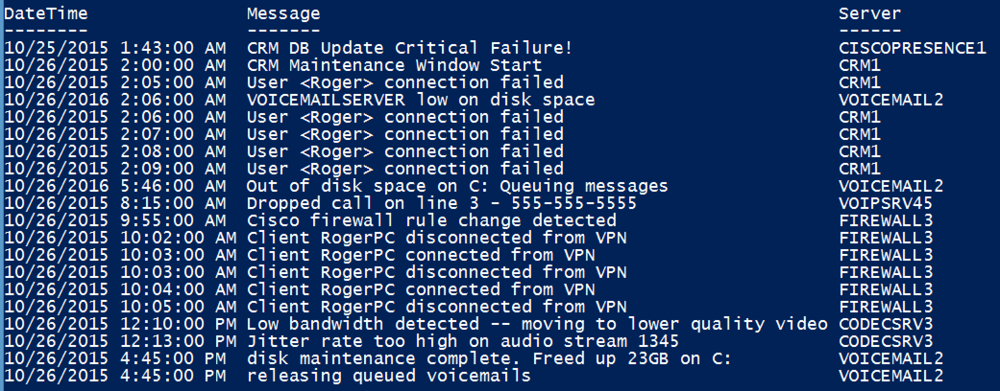 DateTime Message Server
-------- ------- ------
10/25/2015 1:43:00 AM CRM DB Update Critical Failure! CISCOPRESENCE1
10/26/2015 2:00:00 AM CRM Maintenance Window Start CRM1
10/26/2015 2:05:00 AM User <Roger> connection failed CRM1
10/26/2016 2:06:00 AM VOICEMAILSERVER low on disk space VOICEMAIL2
10/26/2015 2:06:00 AM User <Roger> connection failed CRM1
10/26/2015 2:07:00 AM User <Roger> connection failed CRM1
10/26/2015 2:08:00 AM User <Roger> connection failed CRM1
10/26/2015 2:09:00 AM User <Roger> connection failed CRM1
10/26/2016 5:46:00 AM Out of disk space on C: Queuing messages VOICEMAIL2
10/26/2015 8:15:00 AM Dropped call on line 3 - 555-555-5555 VOIPSRV45
10/26/2015 9:55:00 AM Cisco firewall rule change detected FIREWALL3
10/26/2015 10:02:00 AM Client RogerPC disconnected from VPN FIREWALL3
10/26/2015 10:03:00 AM Client RogerPC connected from VPN FIREWALL3
10/26/2015 10:03:00 AM Client RogerPC disconnected from VPN FIREWALL3
10/26/2015 10:04:00 AM Client RogerPC connected from VPN FIREWALL3
10/26/2015 10:05:00 AM Client RogerPC disconnected from VPN FIREWALL3
10/26/2015 12:10:00 PM Low bandwidth detected -- moving to lower quality video CODECSRV3
10/26/2015 12:13:00 PM Jitter rate too high on audio stream 1345 CODECSRV3
10/26/2015 4:45:00 PM disk maintenance complete. Freed up 23GB on C: VOICEMAIL2
10/26/2015 4:45:00 PM releasing queued voicemails VOICEMAIL2